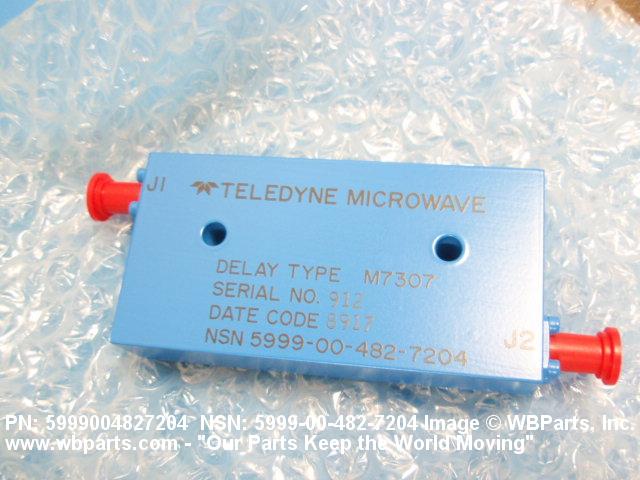 J1
TELEDYNE MICROWAVE
DELAY TYPE M7307
SERIAL NO. 912
DATE CODE 8917
NSN 5999-00-482-7204
J2
PN: 5999004827204 NSN: 5999-00-482-7204 Image © WBParts, Inc.
www.wbparts.com - "Our Parts Keep the World Moving"